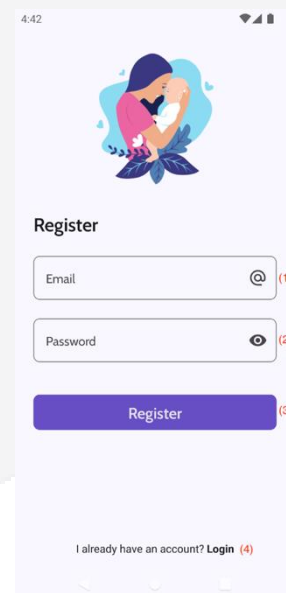 4:42
Register
Email @ (1
Password (2
Register (3
I already have an account? Login (4)